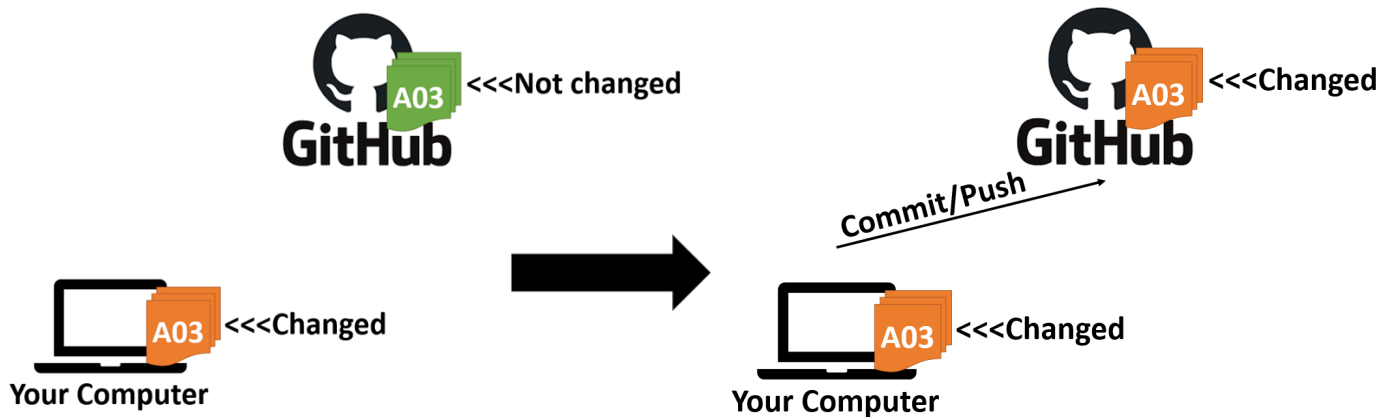 A03
<<<Not changed
GitHub
A03
<<<Changed
Your Computer
A03
<<<Changed
GitHub
Commit/Push
A03
<<<Changed
Your Computer